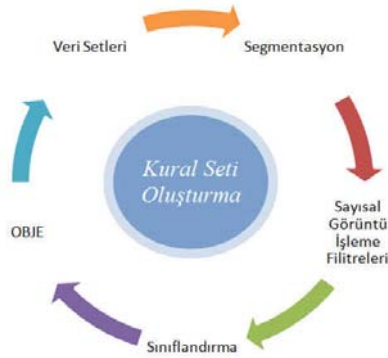 Veri Setleri
Segmentasyon
Kural Seti
Oluşturma
Sayısal
Görüntü
İşleme
Filitreleri
OBJE
Sınıflandırma